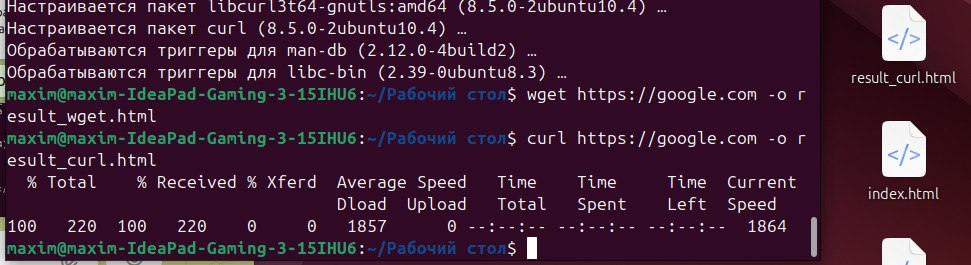 Настраивается пакет libcurl3t64-gnutls:amd64 (8.5.0-2ubuntu10.4) …
Настраивается пакет curl (8.5.0-2ubuntu10.4) …
Обрабатываются триггеры для man-db (2.12.0-4build2) …
Обрабатываются триггеры для libc-bin (2.39-0ubuntu8.3) …
maxim@maxim-IdeaPad-Gaming-3-15IHU6:~/Рабочий стол$ wget https://google.com -o r
esult_wget.html
maxim@maxim-IdeaPad-Gaming-3-15IHU6:~/Рабочий стол$ curl https://google.com -o r
esult_curl.html
  % Total    % Received % Xferd  Average Speed   Time    Time     Time  Current
                                 Dload  Upload   Total   Spent    Left  Speed
100   220  100   220    0     0   1857      0 --:--:-- --:--:-- --:--:--  1864
maxim@maxim-IdeaPad-Gaming-3-15IHU6:~/Рабочий стол$
</>
result_curl.html
</>
index.html